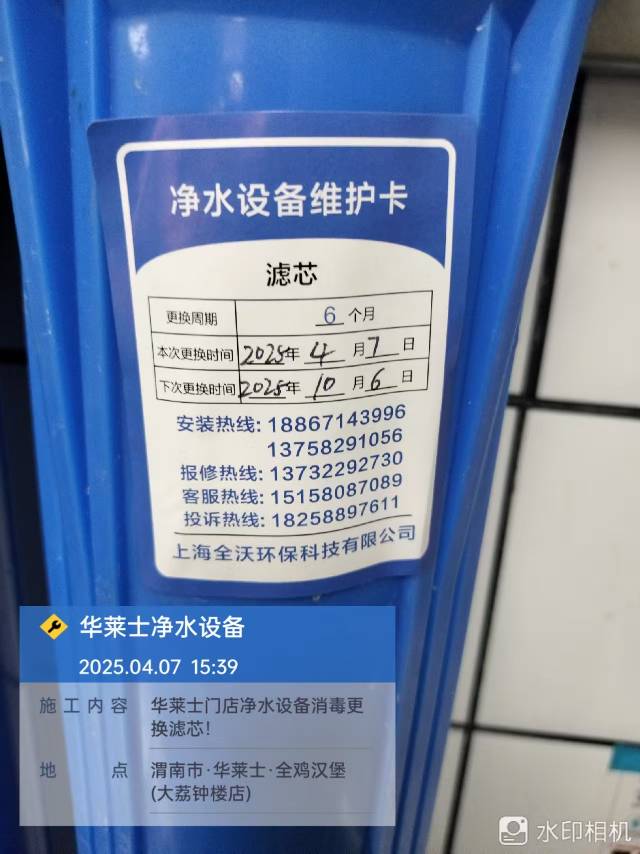 净水设备维护卡
滤芯
更换周期 6 个月
本次更换时间 2025年 4 月 7 日
下次更换时间 2025年 10 月 6 日
安装热线: 18867143996
13758291056
报修热线: 13732292730
客服热线: 15158087089
投诉热线: 18258897611
上海全沃环保科技有限公司
华莱士净水设备
2025.04.07 15:39
施工内容 华莱士门店净水设备消毒更
换滤芯!
地点 渭南市·华莱士·全鸡汉堡
(大荔钟楼店)
水印相机